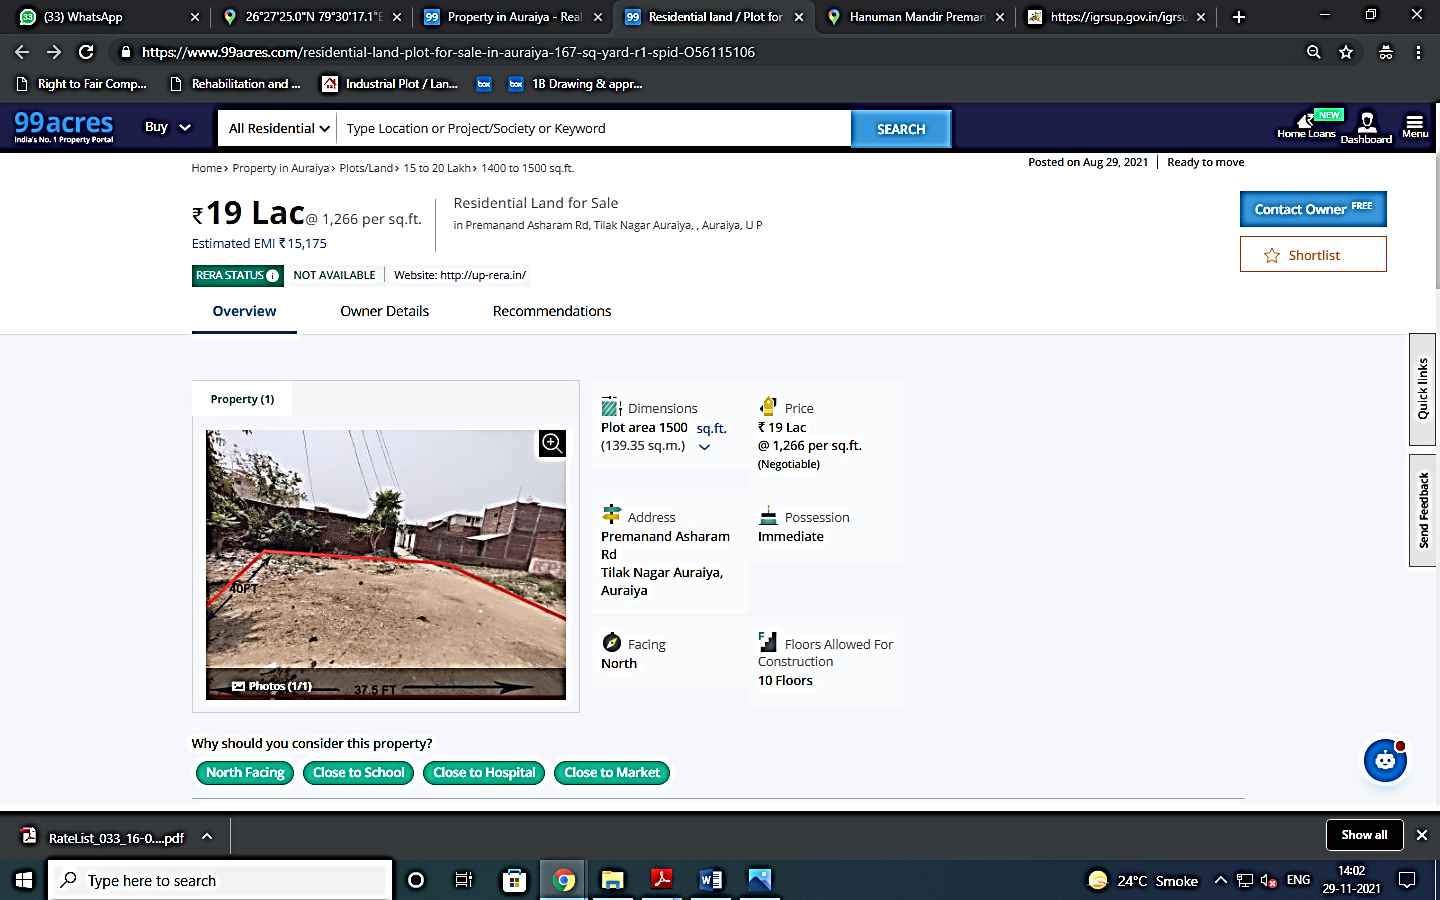 (33) WhatsApp
26°27'25.0"N 79°30'17.1"E
Property in Auraiya - Real
Residential land / Plot for
Hanuman Mandir Preman
https://igrsup.gov.in/igrsu
https://www.99acres.com/residential-land-plot-for-sale-in-auraiya-167-sq-yard-r1-spid-O56115106
Right to Fair Comp...
Rehabilitation and ...
Industrial Plot / Lan...
box
box
1B Drawing & appr...
99acres
India's No. 1 Property Portal
Buy
All Residential
Type Location or Project/Society or Keyword
SEARCH
NEW
Home Loans
Dashboard
Menu
Home› Property in Auraiya› Plots/Land› 15 to 20 Lakh› 1400 to 1500 sq.ft.
Posted on Aug 29, 2021
Ready to move
₹19 Lac@ 1,266 per sq.ft.
Estimated EMI ₹15,175
Residential Land for Sale
in Premanand Asharam Rd, Tilak Nagar Auraiya, , Auraiya, U P
Contact Owner FREE
Shortlist
RERA STATUS i NOT AVAILABLE
Website: http://up-rera.in/
Overview
Owner Details
Recommendations
Quick links
Send Feedback
Property (1)
40FT
37.5 FT
Photos (1/1)
Dimensions
Plot area 1500 sq.ft.
(139.35 sq.m.)
Price
₹ 19 Lac
@ 1,266 per sq.ft.
(Negotiable)
Address
Premanand Asharam
Rd
Tilak Nagar Auraiya,
Auraiya
Possession
Immediate
Facing
North
Floors Allowed For
Construction
10 Floors
Why should you consider this property?
North Facing
Close to School
Close to Hospital
Close to Market
RateList_033_16-0....pdf
Show all
Type here to search
24°C Smoke
ENG
14:02
29-11-2021